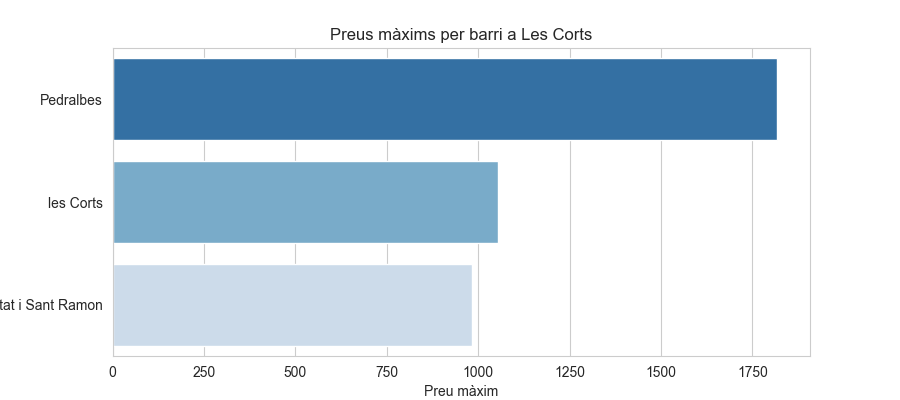 Preus màxims per barri a Les Corts
Pedralbes
les Corts
tat i Sant Ramon
0 250 500 750 1000 1250 1500 1750
Preu màxim